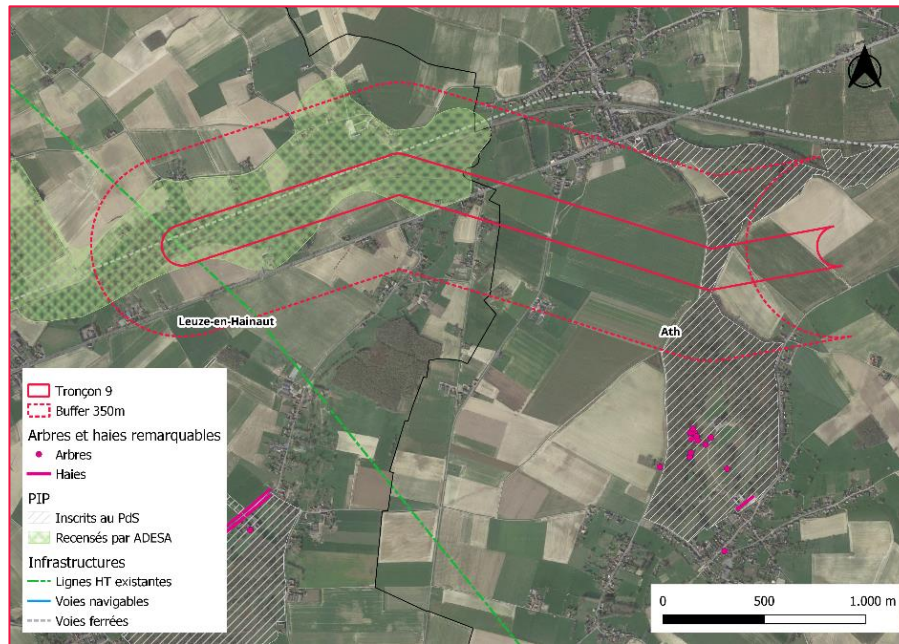 Leuze-en-Hainaut
Ath
Tronçon 9
Buffer 350m
Arbres et haies remarquables
Arbres
Haies
PIP
Inscrits au PdS
Recensés par ADESA
Infrastructures
Lignes HT existantes
Voies navigables
Voies ferrées
0 500 1.000 m